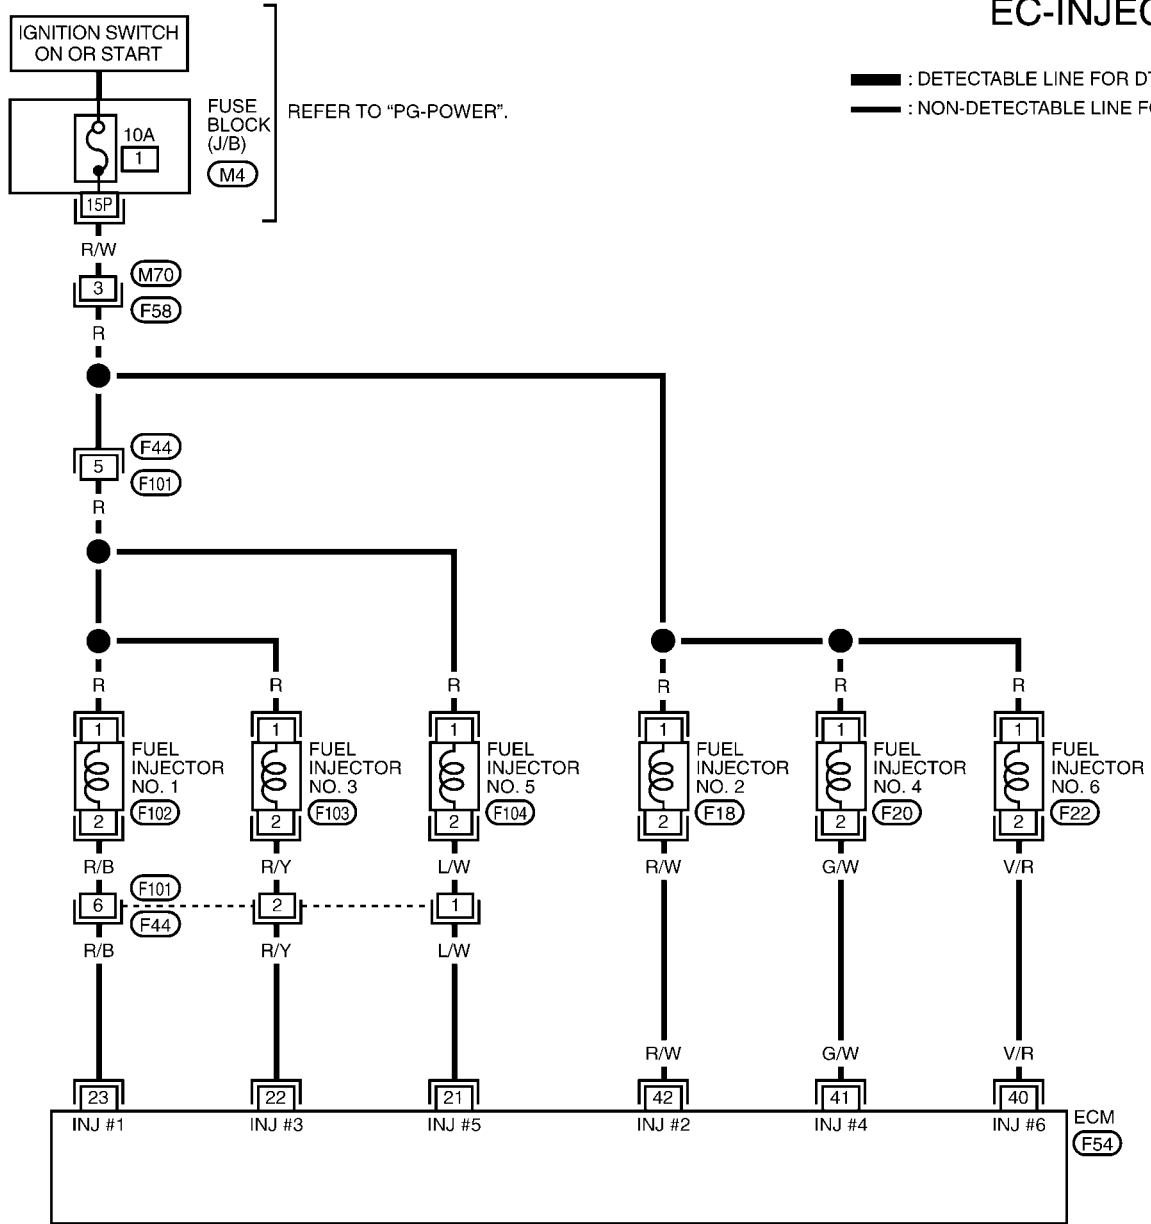 EC-INJEC
IGNITION SWITCH
ON OR START
: DETECTABLE LINE FOR DT
: NON-DETECTABLE LINE FO
FUSE
BLOCK
(J/B)
M4
REFER TO “PG-POWER”.
10A
1
15P
R/W
3
M70
F58
R
F44
5
F101
R
R
R
R
R
R
R
1
1
1
1
1
1
FUEL
INJECTOR
NO. 1
F102
FUEL
INJECTOR
NO. 3
F103
FUEL
INJECTOR
NO. 5
F104
FUEL
INJECTOR
NO. 2
F18
FUEL
INJECTOR
NO. 4
F20
FUEL
INJECTOR
NO. 6
F22
2
2
2
2
2
2
R/B
R/Y
L/W
R/W
G/W
V/R
6
F101
F44
2
1
R/B
R/Y
L/W
R/W
G/W
V/R
23
22
21
42
41
40
INJ #1
INJ #3
INJ #5
INJ #2
INJ #4
INJ #6
ECM
F54